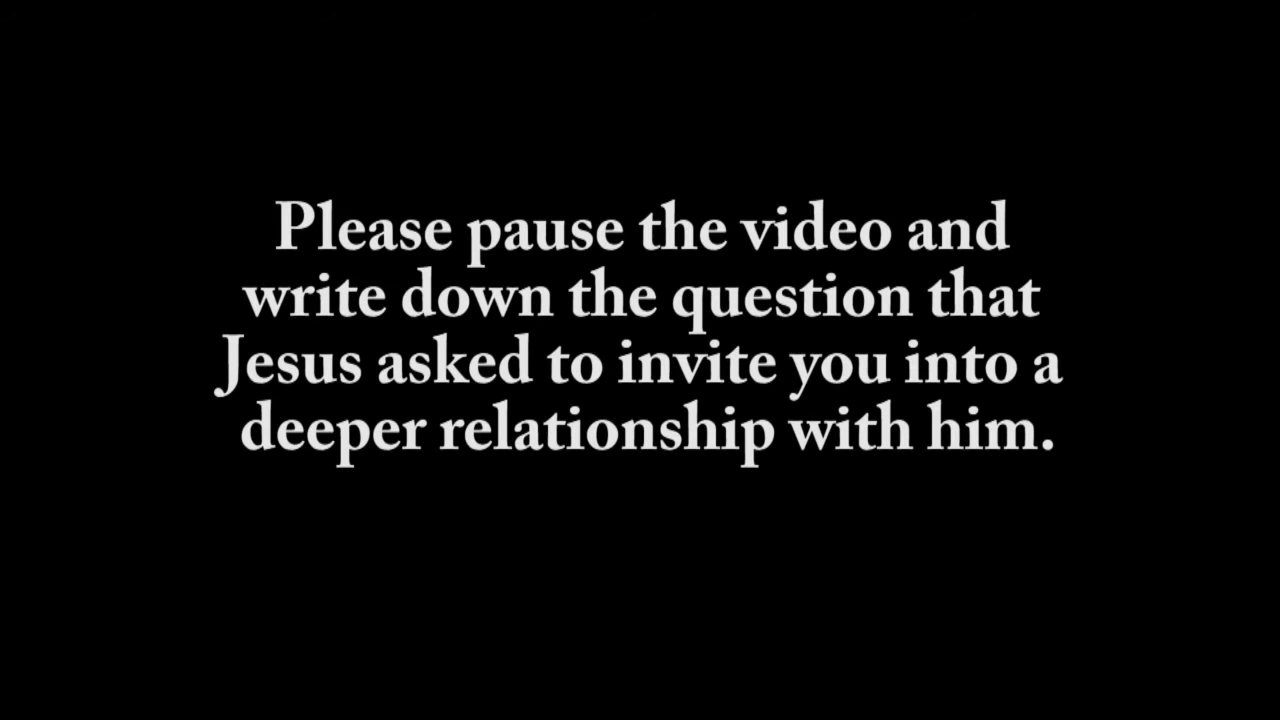 Please pause the video and
write down the question that
Jesus asked to invite you into a
deeper relationship with him.